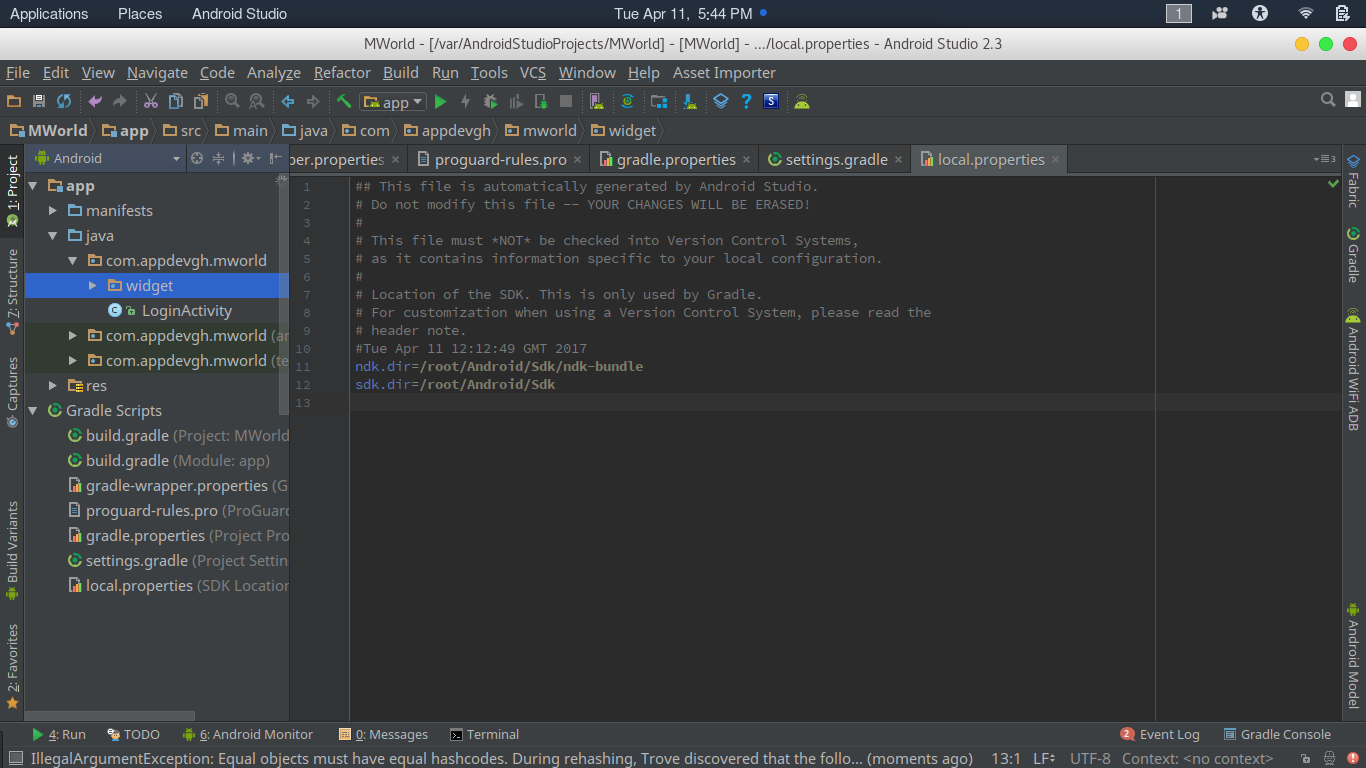 Applications Places Android Studio Tue Apr 11, 5:44 PM 1
MWorld - [/var/AndroidStudioProjects/MWorld] - [MWorld] - .../local.properties - Android Studio 2.3
File Edit View Navigate Code Analyze Refactor Build Run Tools VCS Window Help Asset Importer
app ? S
MWorld app src main java com appdevgh mworld widget
1: Project
Z: Structure
Captures
Build Variants
2: Favorites
Android
app
manifests
java
com.appdevgh.mworld
widget
C LoginActivity
com.appdevgh.mworld (an
com.appdevgh.mworld (te
res
Gradle Scripts
build.gradle (Project: MWorld
build.gradle (Module: app)
gradle-wrapper.properties (G
proguard-rules.pro (ProGuard
gradle.properties (Project Pro
settings.gradle (Project Settin
local.properties (SDK Location
per.properties × proguard-rules.pro × gradle.properties × settings.gradle × local.properties × 3
1 ## This file is automatically generated by Android Studio.
2 # Do not modify this file -- YOUR CHANGES WILL BE ERASED!
3 #
4 # This file must *NOT* be checked into Version Control Systems,
5 # as it contains information specific to your local configuration.
6 #
7 # Location of the SDK. This is only used by Gradle.
8 # For customization when using a Version Control System, please read the
9 # header note.
10 #Tue Apr 11 12:12:49 GMT 2017
11 ndk.dir=/root/Android/Sdk/ndk-bundle
12 sdk.dir=/root/Android/Sdk
13
Fabric
Gradle
Android WiFi ADB
Android Model
4: Run TODO 6: Android Monitor 0: Messages Terminal 2 Event Log Gradle Console
IllegalArgumentException: Equal objects must have equal hashcodes. During rehashing, Trove discovered that the follo... (moments ago) 13:1 LF UTF-8 Context: <no context>